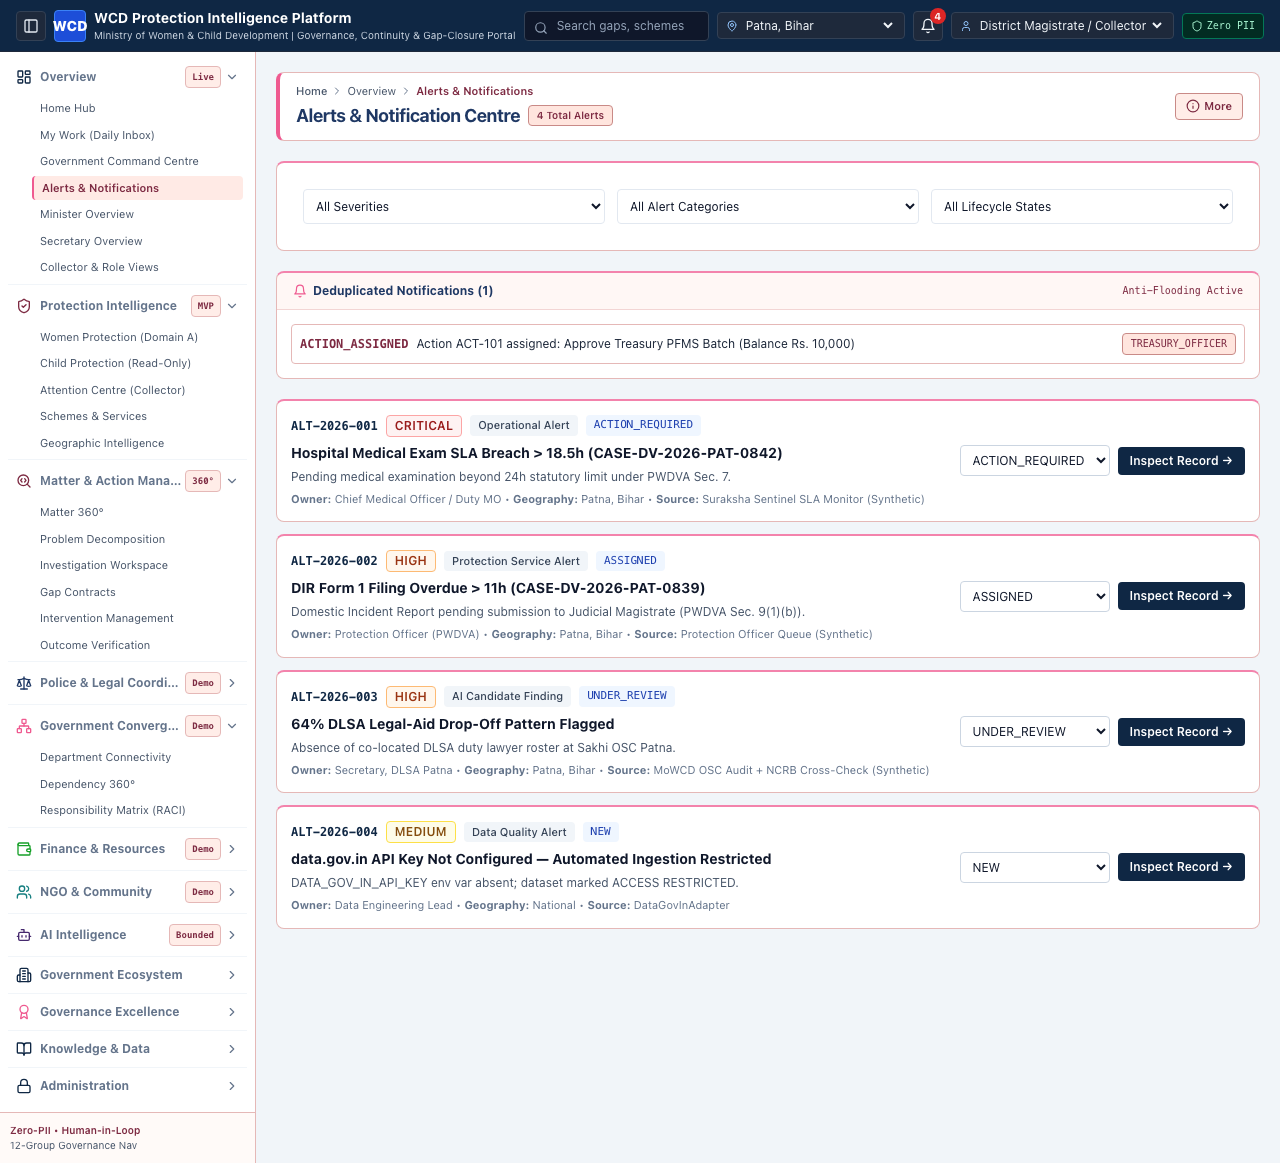 WCD
WCD Protection Intelligence Platform
Ministry of Women & Child Development | Governance, Continuity & Gap-Closure Portal
Search gaps, schemes
Patna, Bihar
4
District Magistrate / Collector
Zero PII
Overview
Live
Home Hub
My Work (Daily Inbox)
Government Command Centre
Alerts & Notifications
Minister Overview
Secretary Overview
Collector & Role Views
Protection Intelligence
MVP
Women Protection (Domain A)
Child Protection (Read-Only)
Attention Centre (Collector)
Schemes & Services
Geographic Intelligence
Matter & Action Mana...
360°
Matter 360°
Problem Decomposition
Investigation Workspace
Gap Contracts
Intervention Management
Outcome Verification
Police & Legal Coordi...
Demo
Government Converg...
Demo
Department Connectivity
Dependency 360°
Responsibility Matrix (RACI)
Finance & Resources
Demo
NGO & Community
Demo
AI Intelligence
Bounded
Government Ecosystem
Governance Excellence
Knowledge & Data
Administration
Zero-PII • Human-in-Loop
12-Group Governance Nav
Home > Overview > Alerts & Notifications
Alerts & Notification Centre
4 Total Alerts
More
All Severities
All Alert Categories
All Lifecycle States
Deduplicated Notifications (1)
Anti-Flooding Active
ACTION_ASSIGNED Action ACT-101 assigned: Approve Treasury PFMS Batch (Balance Rs. 10,000)
TREASURY_OFFICER
ALT-2026-001 CRITICAL Operational Alert ACTION_REQUIRED
Hospital Medical Exam SLA Breach > 18.5h (CASE-DV-2026-PAT-0842)
Pending medical examination beyond 24h statutory limit under PWDVA Sec. 7.
Owner: Chief Medical Officer / Duty MO • Geography: Patna, Bihar • Source: Suraksha Sentinel SLA Monitor (Synthetic)
ACTION_REQUIRED
Inspect Record →
ALT-2026-002 HIGH Protection Service Alert ASSIGNED
DIR Form 1 Filing Overdue > 11h (CASE-DV-2026-PAT-0839)
Domestic Incident Report pending submission to Judicial Magistrate (PWDVA Sec. 9(1)(b)).
Owner: Protection Officer (PWDVA) • Geography: Patna, Bihar • Source: Protection Officer Queue (Synthetic)
ASSIGNED
Inspect Record →
ALT-2026-003 HIGH AI Candidate Finding UNDER_REVIEW
64% DLSA Legal-Aid Drop-Off Pattern Flagged
Absence of co-located DLSA duty lawyer roster at Sakhi OSC Patna.
Owner: Secretary, DLSA Patna • Geography: Patna, Bihar • Source: MoWCD OSC Audit + NCRB Cross-Check (Synthetic)
UNDER_REVIEW
Inspect Record →
ALT-2026-004 MEDIUM Data Quality Alert NEW
data.gov.in API Key Not Configured — Automated Ingestion Restricted
DATA_GOV_IN_API_KEY env var absent; dataset marked ACCESS RESTRICTED.
Owner: Data Engineering Lead • Geography: National • Source: DataGovInAdapter
NEW
Inspect Record →